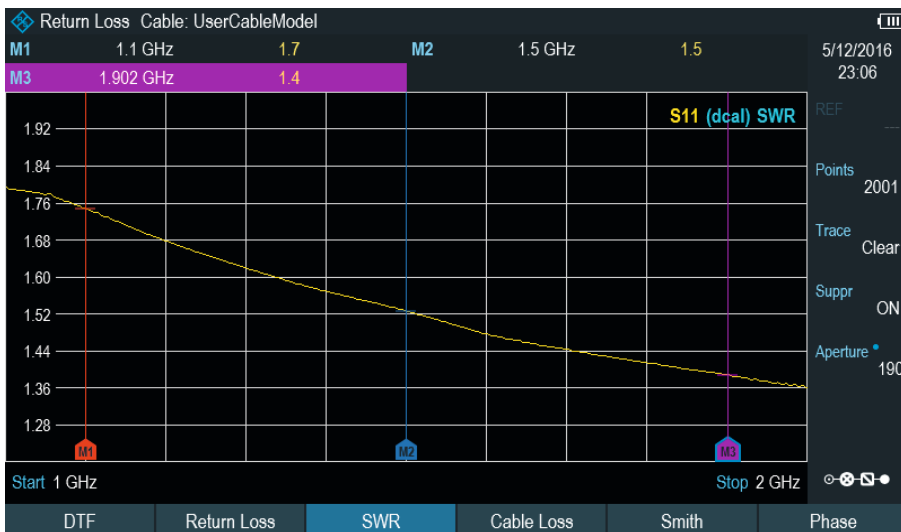 Return Loss Cable: UserCableModel
M1 1.1 GHz 1.7 M2 1.5 GHz 1.5
5/12/2016
23:06
M3 1.902 GHz 1.4
S11 (dcal) SWR
REF
1.92
1.84
1.76
1.68
1.60
1.52
1.44
1.36
1.28
M1 M2 M3
Points
2001
Trace
Clear
Suppr
ON
Aperture
190
Start 1 GHz Stop 2 GHz
DTF Return Loss SWR Cable Loss Smith Phase